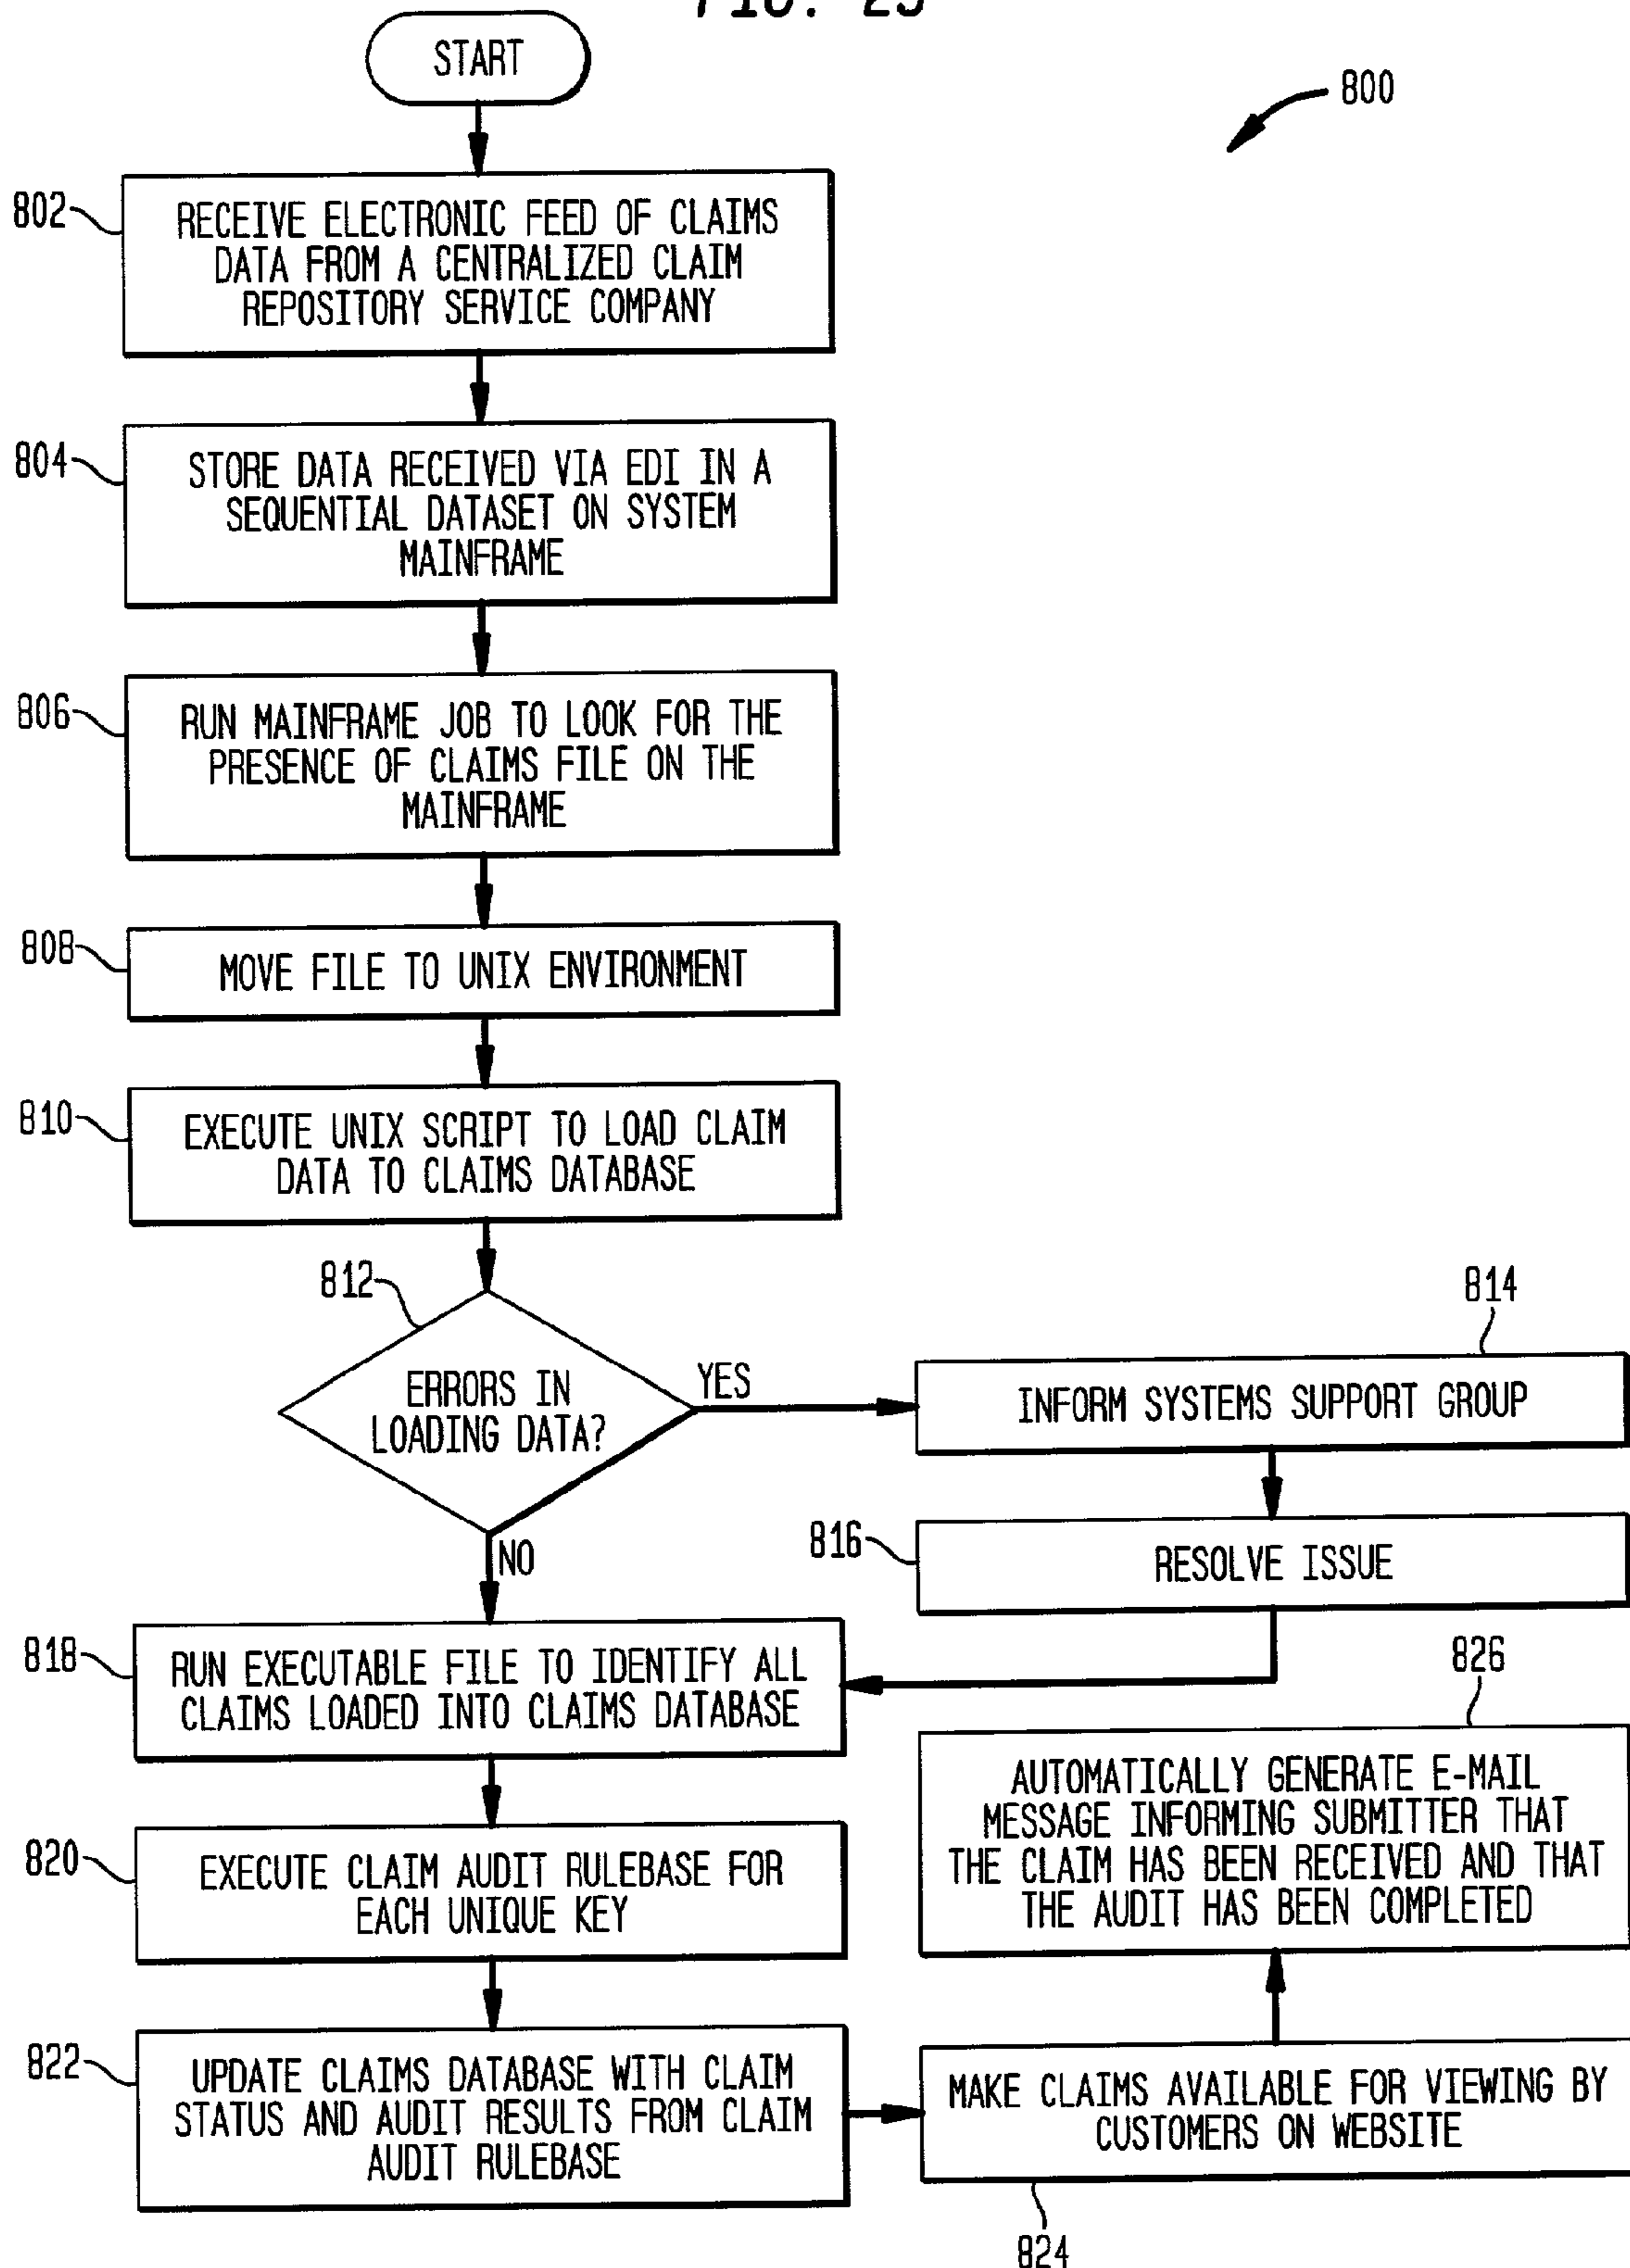 FIG. 25
START
800
802
RECEIVE ELECTRONIC FEED OF CLAIMS
DATA FROM A CENTRALIZED CLAIM
REPOSITORY SERVICE COMPANY
804
STORE DATA RECEIVED VIA EDI IN A
SEQUENTIAL DATASET ON SYSTEM
MAINFRAME
806
RUN MAINFRAME JOB TO LOOK FOR THE
PRESENCE OF CLAIMS FILE ON THE
MAINFRAME
808
MOVE FILE TO UNIX ENVIRONMENT
810
EXECUTE UNIX SCRIPT TO LOAD CLAIM
DATA TO CLAIMS DATABASE
812
ERRORS IN
LOADING DATA?
YES
NO
814
INFORM SYSTEMS SUPPORT GROUP
816
RESOLVE ISSUE
818
RUN EXECUTABLE FILE TO IDENTIFY ALL
CLAIMS LOADED INTO CLAIMS DATABASE
820
EXECUTE CLAIM AUDIT RULEBASE FOR
EACH UNIQUE KEY
822
UPDATE CLAIMS DATABASE WITH CLAIM
STATUS AND AUDIT RESULTS FROM CLAIM
AUDIT RULEBASE
824
MAKE CLAIMS AVAILABLE FOR VIEWING BY
CUSTOMERS ON WEBSITE
826
AUTOMATICALLY GENERATE E-MAIL
MESSAGE INFORMING SUBMITTER THAT
THE CLAIM HAS BEEN RECEIVED AND THAT
THE AUDIT HAS BEEN COMPLETED